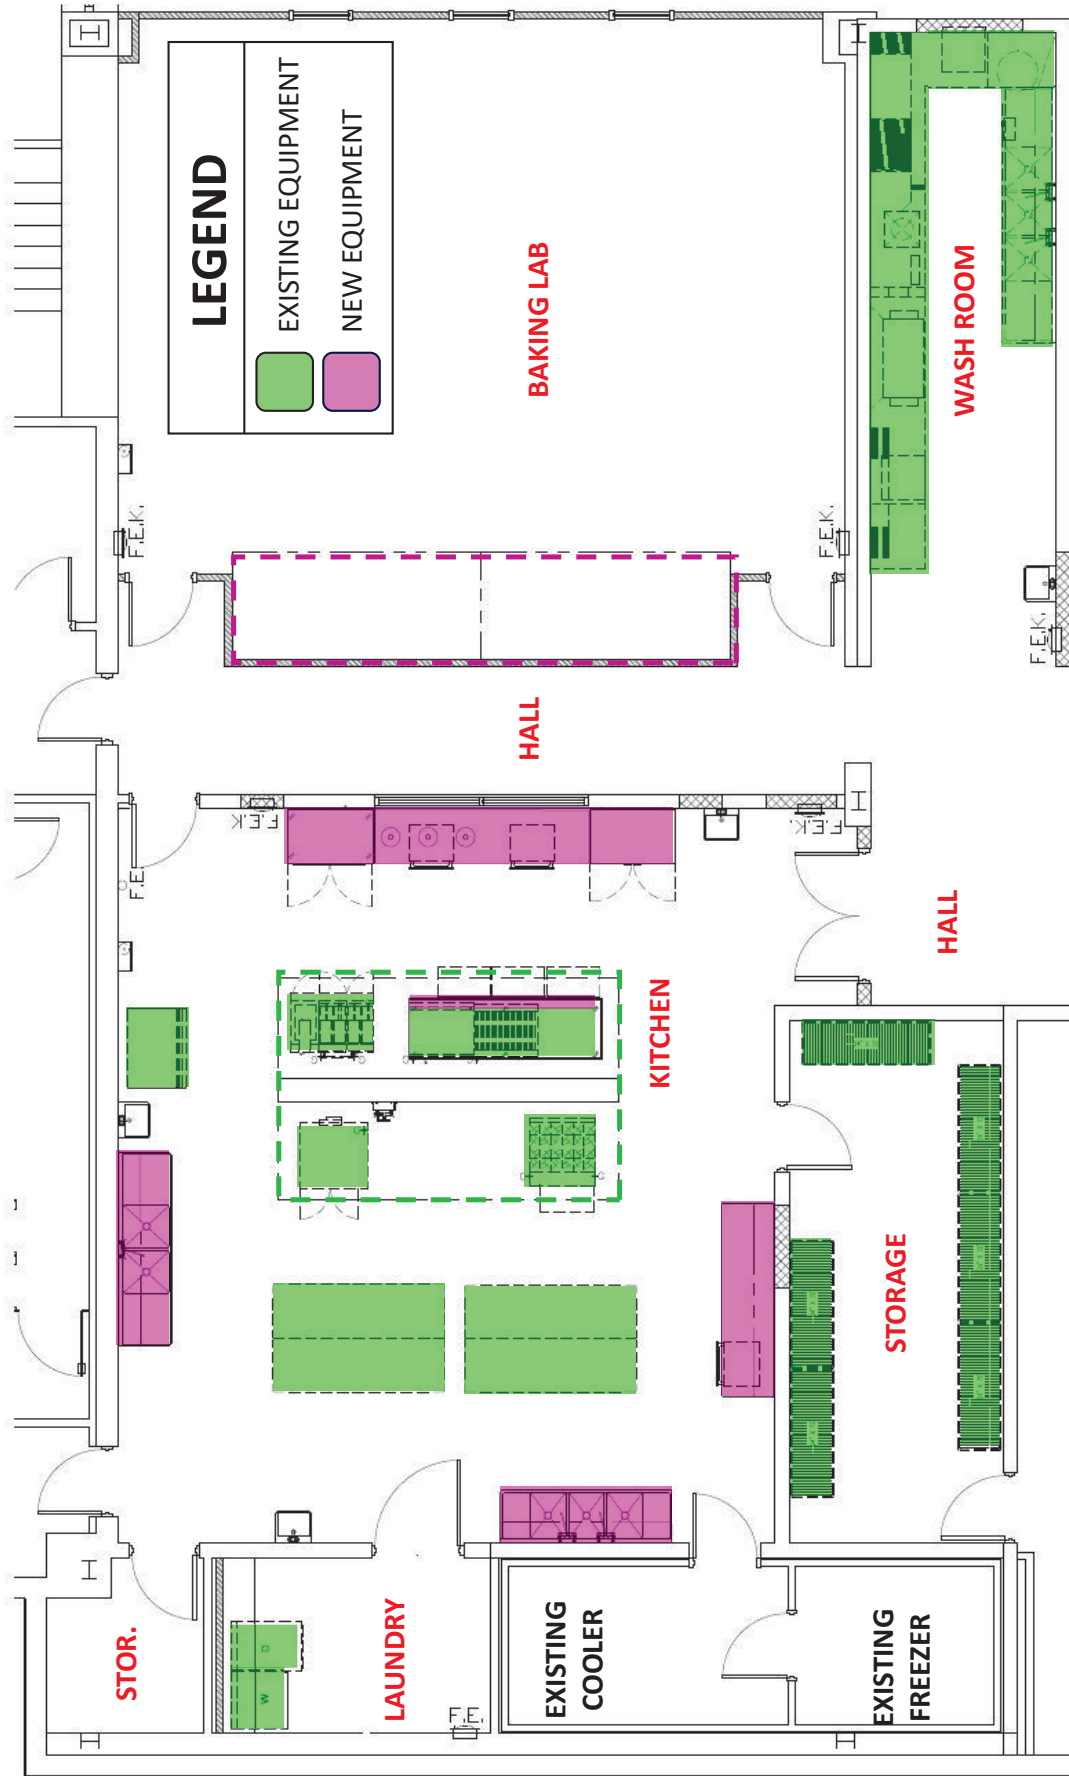 LEGEND
EXISTING EQUIPMENT
NEW EQUIPMENT
BAKING LAB
WASH ROOM
F.E.K.
F.E.K.
F.E.K.
HALL
F.E.K.
F.E.K.
F.E.
HALL
KITCHEN
STORAGE
STOR.
LAUNDRY
W
D
F.E.
EXISTING
COOLER
EXISTING
FREEZER